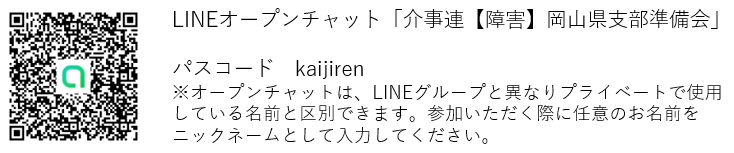 LINEオープンチャット「介事連【障害】岡山県支部準備会」
パスコード　kaijiren
※オープンチャットは、LINEグループと異なりプライベートで使用
している名前と区別できます。参加いただく際に任意のお名前を
ニックネームとして入力してください。